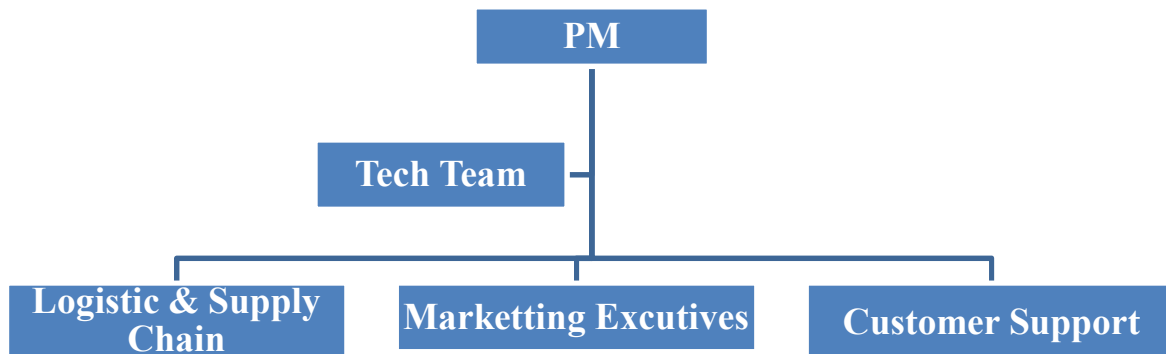 PM
Tech Team
Logistic & Supply
Chain
Marketting Excutives
Customer Support